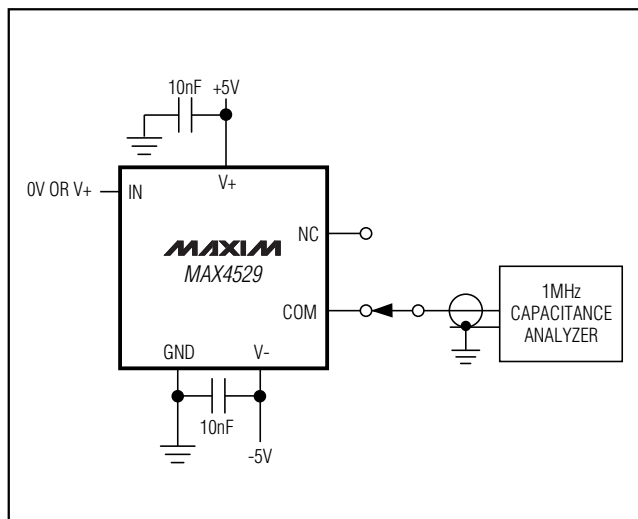 10nF +5V
V+
0V OR V+ IN
NC
MAXIM
MAX4529
COM
1MHz
CAPACITANCE
ANALYZER
GND V-
10nF
-5V